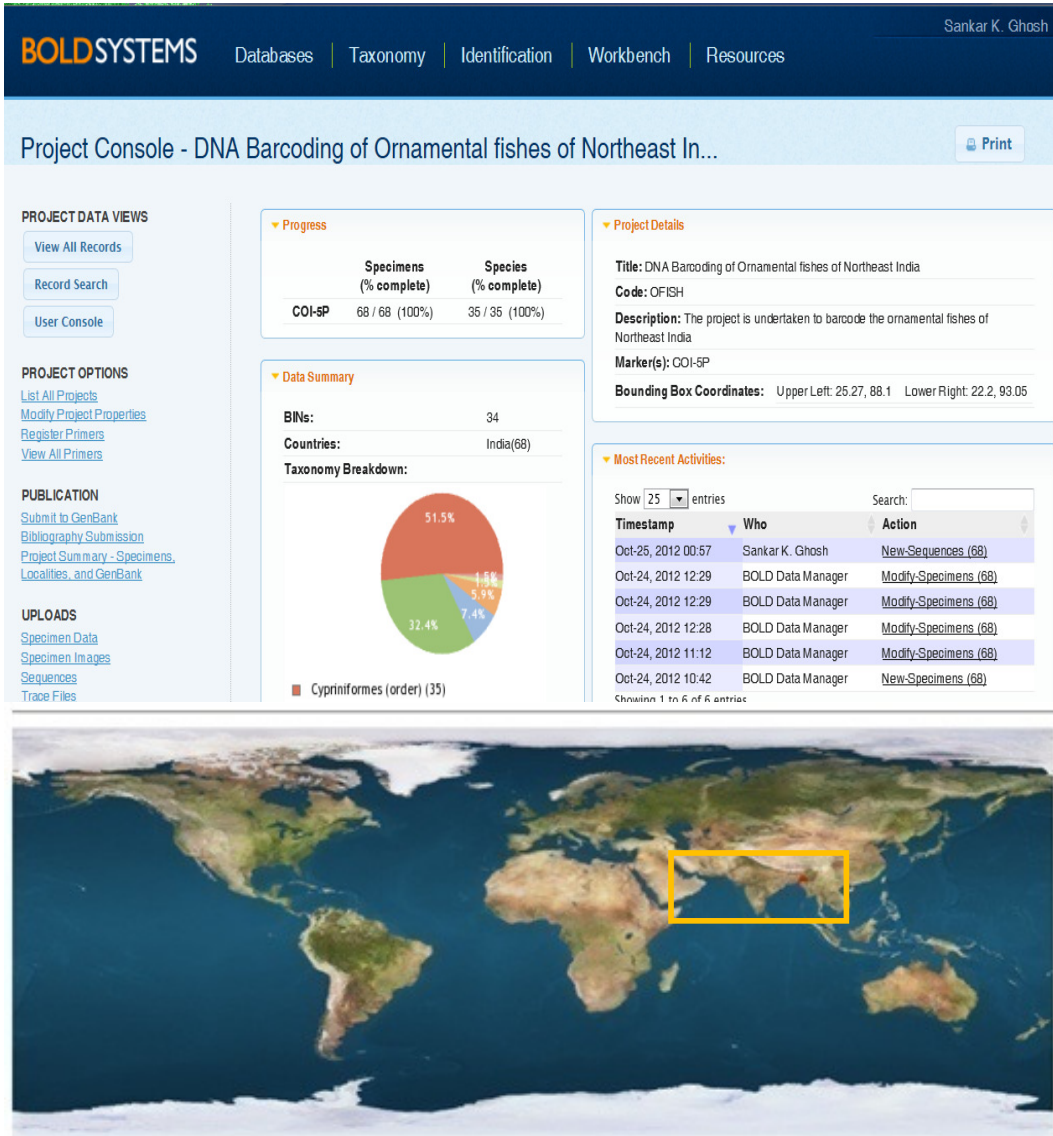 Sankar K. Ghosh
BOLDSYSTEMS Databases Taxonomy Identification Workbench Resources
Project Console - DNA Barcoding of Ornamental fishes of Northeast In...
Print
PROJECT DATA VIEWS
View All Records
Record Search
User Console
PROJECT OPTIONS
List All Projects
Modify Project Properties
Register Primers
View All Primers
PUBLICATION
Submit to GenBank
Bibliography Submission
Project Summary - Specimens,
Localities, and GenBank
UPLOADS
Specimen Data
Specimen Images
Sequences
Trace Files
Progress
Specimens Species
(% complete) (% complete)
COI-5P 68 / 68 (100%) 35 / 35 (100%)
Data Summary
BINs: 34
Countries: India(68)
Taxonomy Breakdown:
51.5%
1.5%
5.9%
7.4%
32.4%
Cypriniformes (order) (35)
Project Details
Title: DNA Barcoding of Ornamental fishes of Northeast India
Code: OFISH
Description: The project is undertaken to barcode the ornamental fishes of
Northeast India
Marker(s): COI-5P
Bounding Box Coordinates: Upper Left: 25.27, 88.1 Lower Right: 22.2, 93.05
Most Recent Activities:
Show 25 entries Search:
Timestamp Who Action
Oct-25, 2012 00:57 Sankar K. Ghosh New-Sequences (68)
Oct-24, 2012 12:29 BOLD Data Manager Modify-Specimens (68)
Oct-24, 2012 12:29 BOLD Data Manager Modify-Specimens (68)
Oct-24, 2012 12:28 BOLD Data Manager Modify-Specimens (68)
Oct-24, 2012 11:12 BOLD Data Manager Modify-Specimens (68)
Oct-24, 2012 10:42 BOLD Data Manager New-Specimens (68)
Showing 1 to 6 of 6 entries